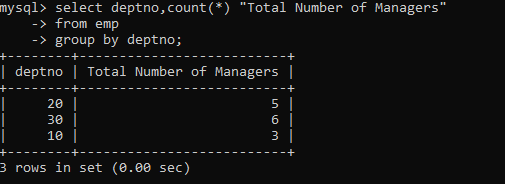 mysql> select deptno,count(*) "Total Number of Managers"
    -> from emp
    -> group by deptno;
+--------+--------------------------+
| deptno | Total Number of Managers |
+--------+--------------------------+
|     20 |                        5 |
|     30 |                        6 |
|     10 |                        3 |
+--------+--------------------------+
3 rows in set (0.00 sec)